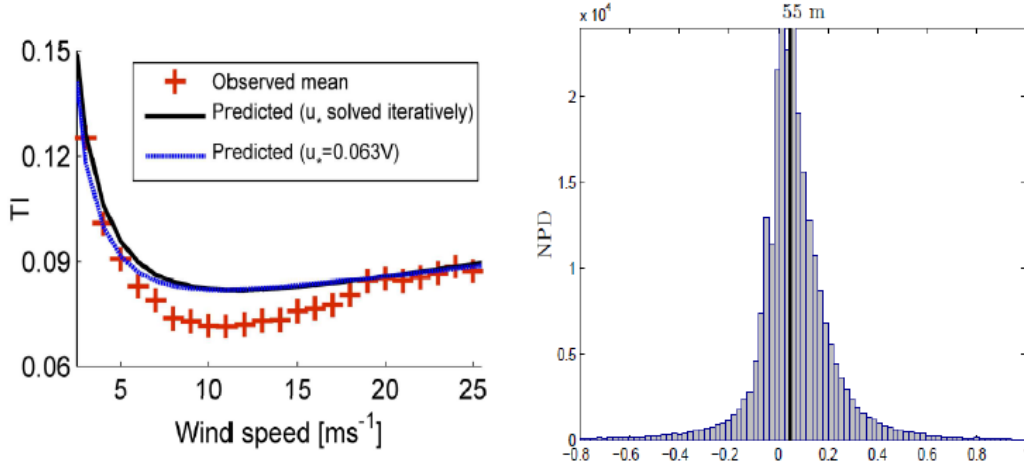 0.15
0.12
0.09
0.06
TI
Observed mean
Predicted (u* solved iteratively)
Predicted (u*=0.063V)
5
10
15
20
25
Wind speed [ms⁻¹]
x 10⁴
55 m
2
1.5
1
0.5
0
NPD
−0.8
−0.6
−0.4
−0.2
0
0.2
0.4
0.6
0.8